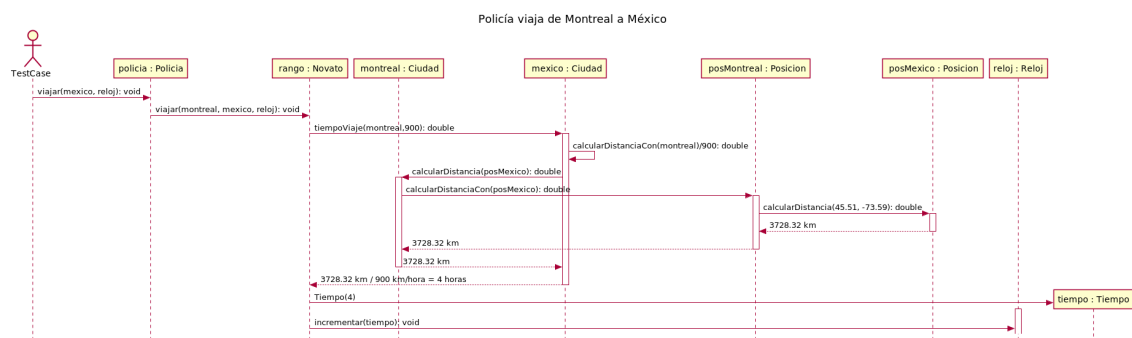 Policía viaja de Montreal a México
TestCase
policia : Policia
rango : Novato
montreal : Ciudad
mexico : Ciudad
posMontreal : Posicion
posMexico : Posicion
reloj : Reloj
viajar(mexico, reloj): void
viajar(montreal, mexico, reloj): void
tiempoViaje(montreal,900): double
calcularDistanciaCon(montreal)/900: double
calcularDistancia(posMexico): double
calcularDistanciaCon(posMexico): double
calcularDistancia(45.51, -73.59): double
3728.32 km
3728.32 km
3728.32 km
3728.32 km / 900 km/hora = 4 horas
Tiempo(4)
tiempo : Tiempo
incrementar(tiempo): void